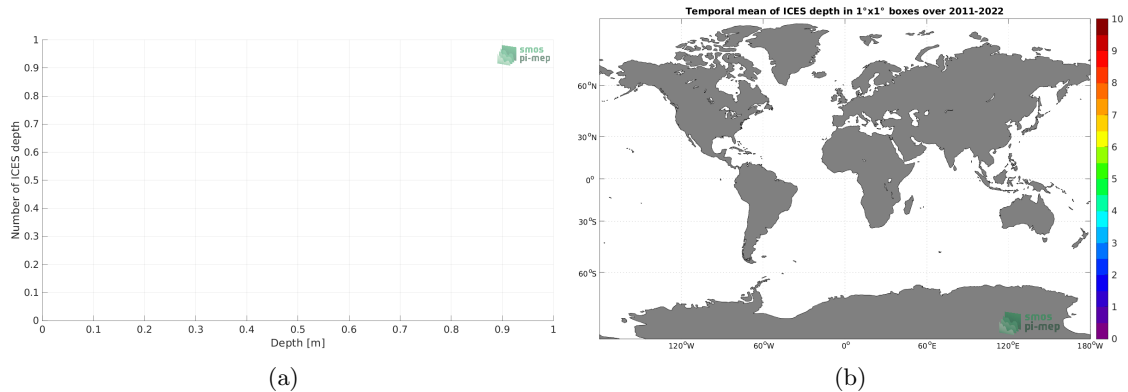 1
0.9
0.8
0.7
0.6
0.5
0.4
0.3
0.2
0.1
0
Number of ICES depth
0 0.1 0.2 0.3 0.4 0.5 0.6 0.7 0.8 0.9 1
Depth [m]
smos
pi-mep
(a)
Temporal mean of ICES depth in 1°x1° boxes over 2011-2022
60°N
30°N
0°
30°S
60°S
120°W 60°W 0° 60°E 120°E 180°W
smos
pi-mep
10
9
8
7
6
5
4
3
2
1
0
(b)